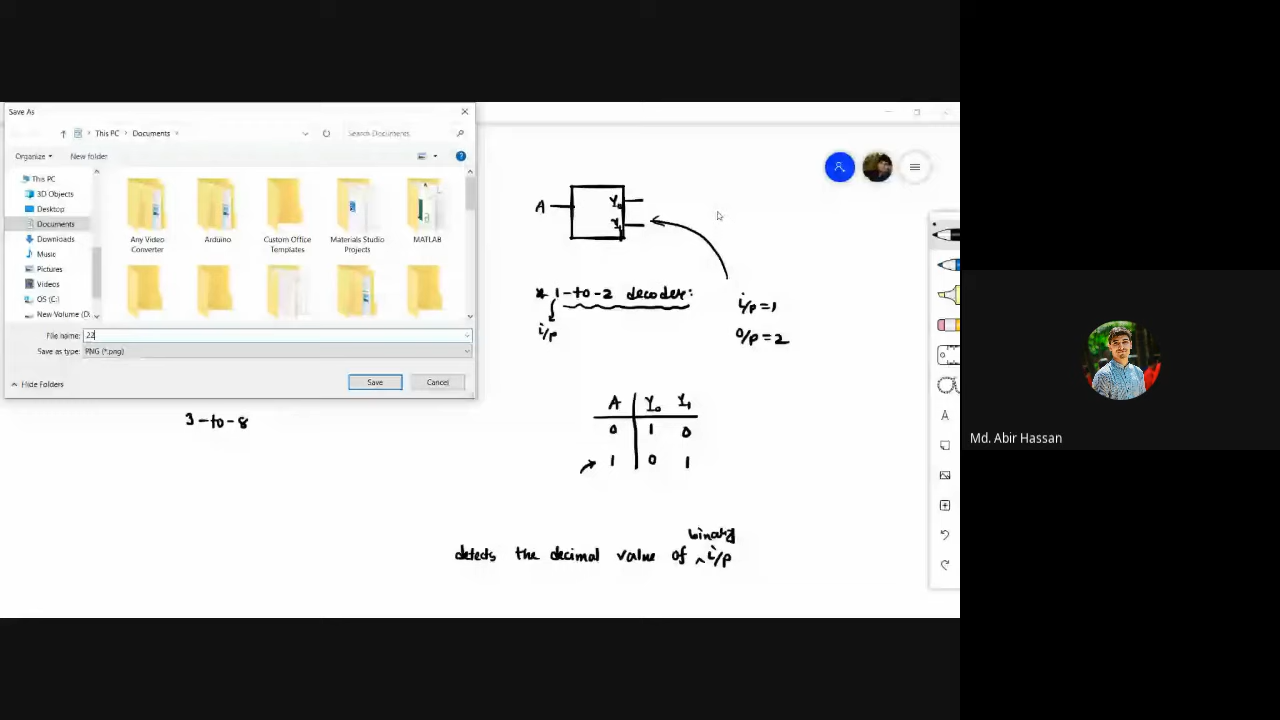 Save As
This PC > Documents >
Search Documents
Organize
New folder
This PC
3D Objects
Desktop
Documents
Downloads
Music
Pictures
Videos
OS (C:)
New Volume (D:
Any Video Converter
Arduino
Custom Office Templates
Materials Studio Projects
MATLAB
File name: 22
Save as type: PNG (*.png)
Hide Folders
Save
Cancel
A
Y₀
Y₁
* 1-to-2 decoder:
i/p
i/p = 1
o/p = 2
3-to-8
A Y₀ Y₁
0 1 0
1 0 1
detects the decimal value of ^ i/p
binary
A
Md. Abir Hassan